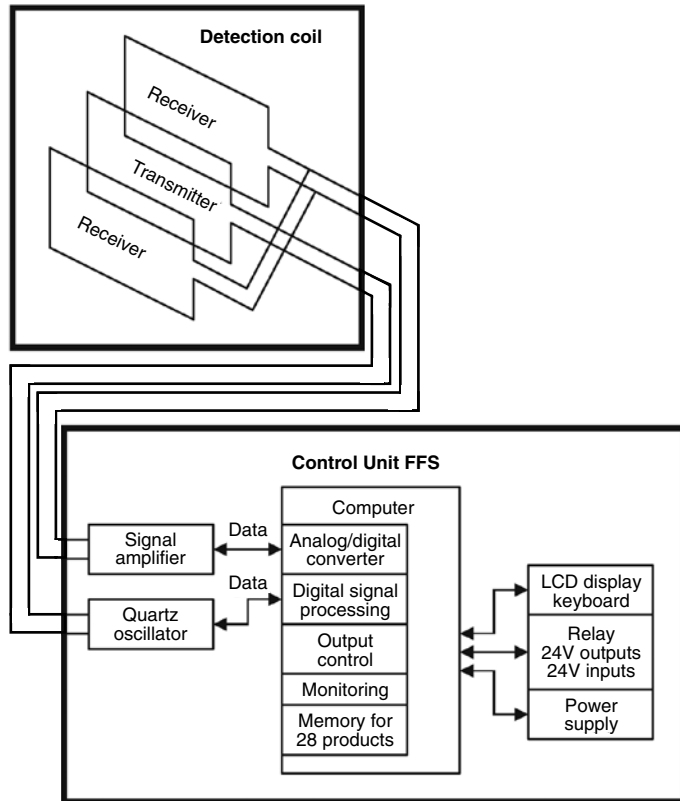 Detection coil
Receiver
Transmitter
Receiver
Control Unit FFS
Computer
Signal
amplifier
Data
Analog/digital
converter
Data
Quartz
oscillator
Digital signal
processing
Output
control
Monitoring
Memory for
28 products
LCD display
keyboard
Relay
24V outputs
24V inputs
Power
supply